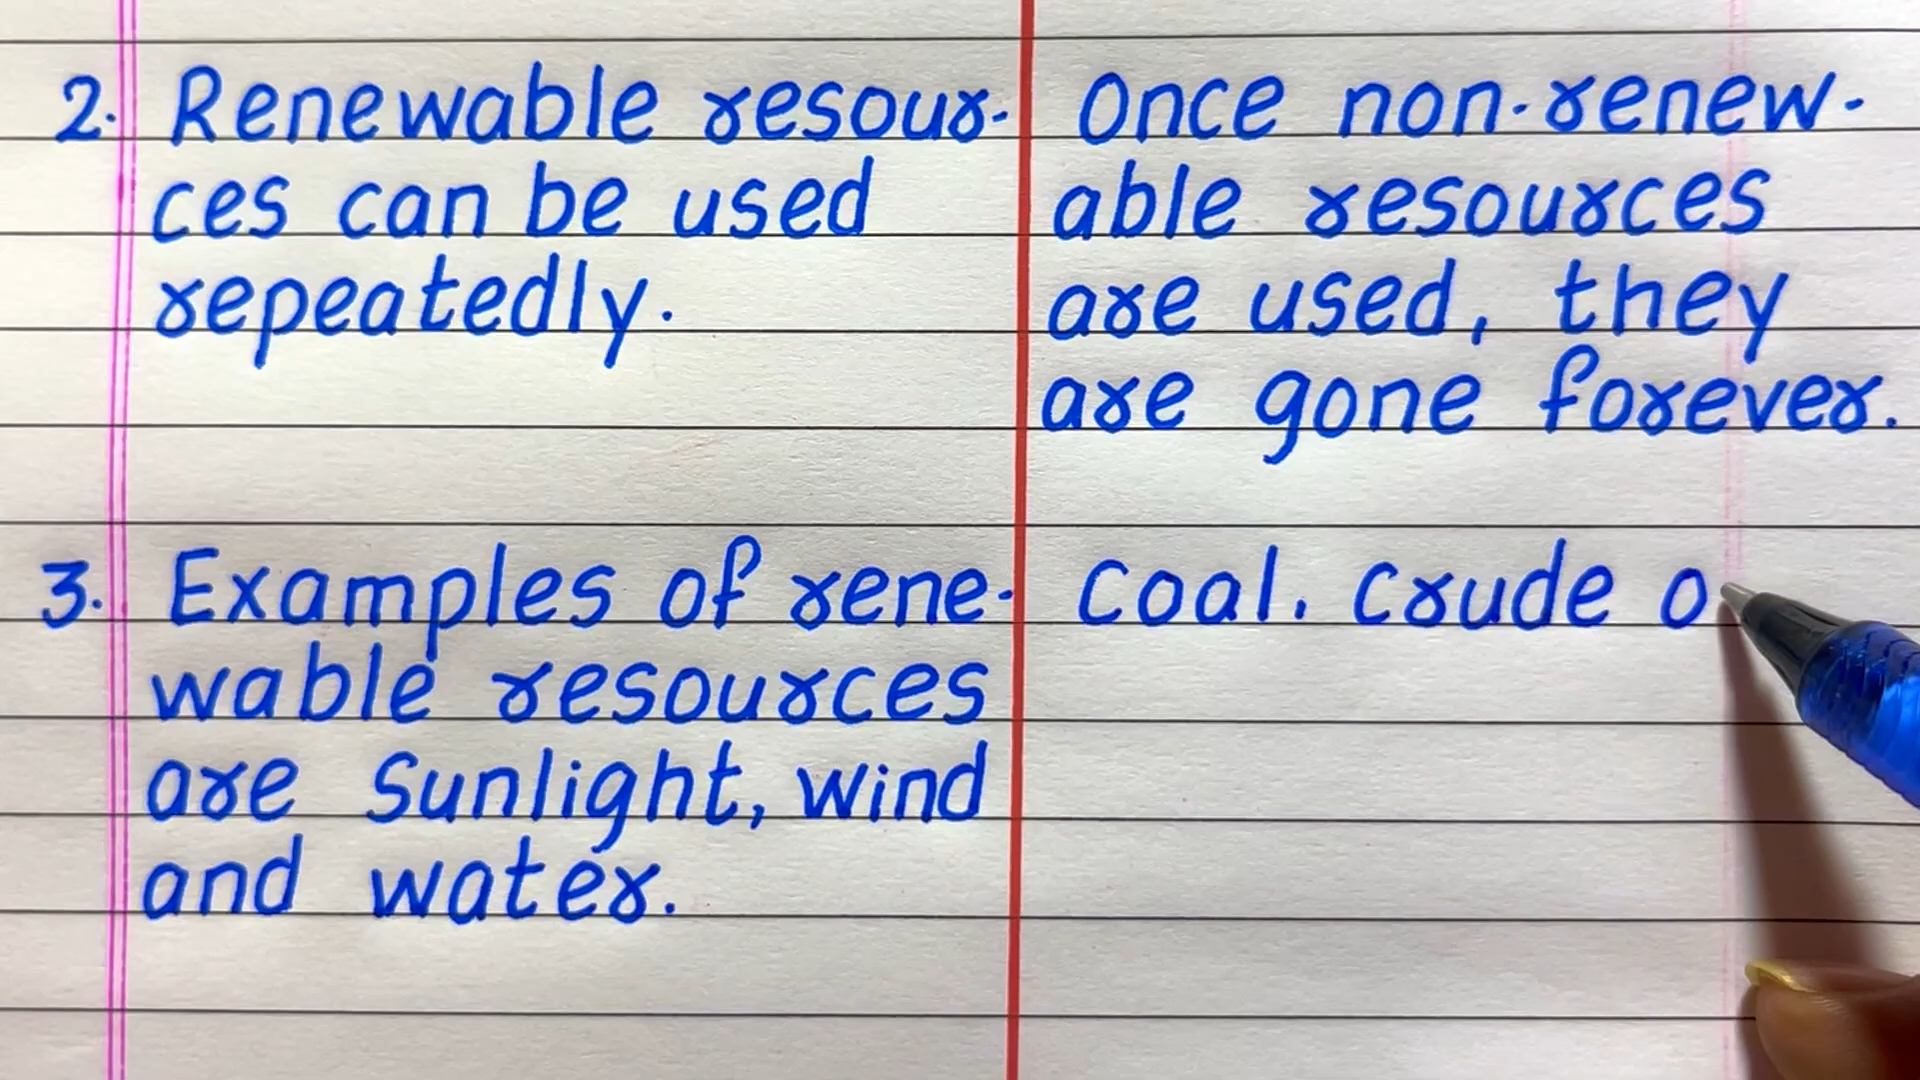 2. Renewable resour-
ces can be used
repeatedly.
Once non-renew-
able resources
are used, they
are gone forever.
3. Examples of rene-
wable resources
are Sunlight, wind
and water.
Coal, Crude o